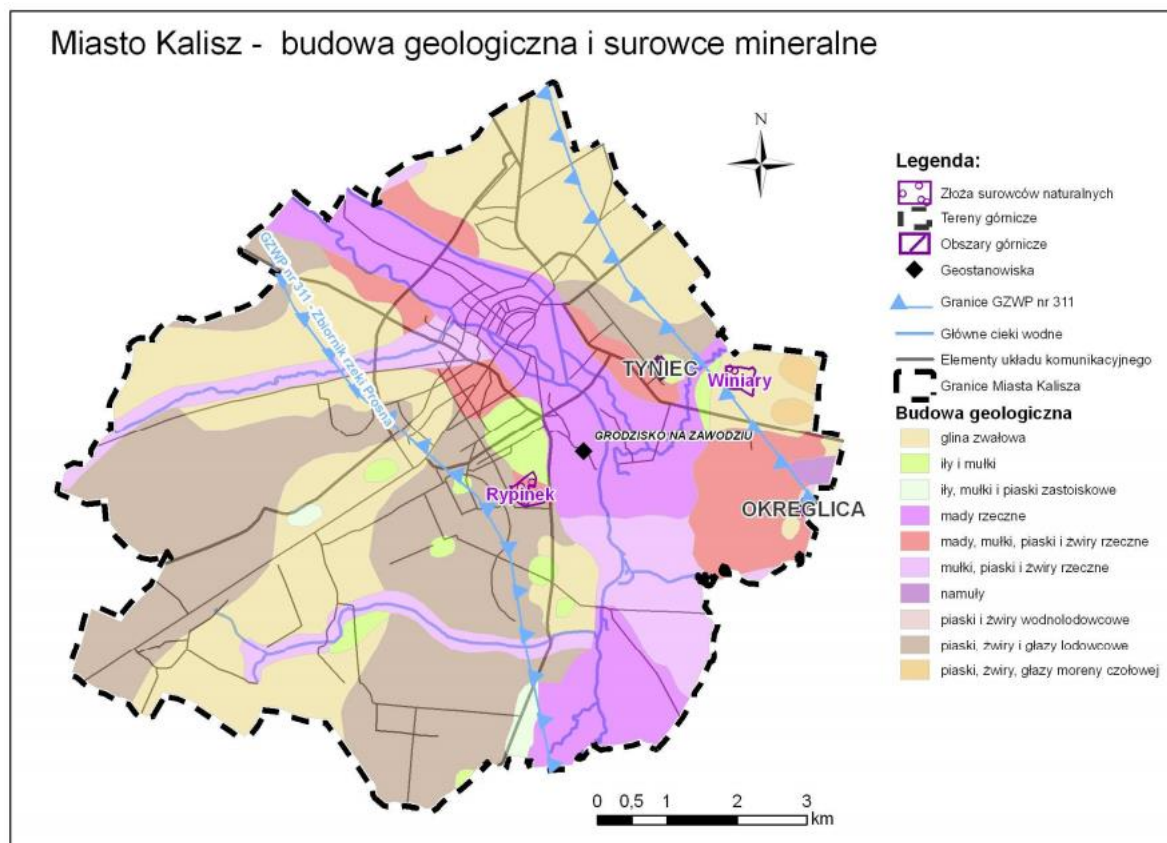 Miasto Kalisz - budowa geologiczna i surowce mineralne
N
GZWP nr 311 - Zbiornik rzeki Prosna
TYNIEC
Winiary
GRODZISKO NA ZAWODZIU
Rypinek
OKREGLICA
Legenda:
Złoża surowców naturalnych
Tereny górnicze
Obszary górnicze
Geostanowiska
Granice GZWP nr 311
Główne cieki wodne
Elementy układu komunikacyjnego
Granice Miasta Kalisza
Budowa geologiczna
glina zwałowa
iły i mułki
iły, mułki i piaski zastoiskowe
mady rzeczne
mady, mułki, piaski i żwiry rzeczne
mułki, piaski i żwiry rzeczne
namuły
piaski i żwiry wodnolodowcowe
piaski, żwiry i głazy lodowcowe
piaski, żwiry, głazy moreny czołowej
0 0,5 1 2 3
km